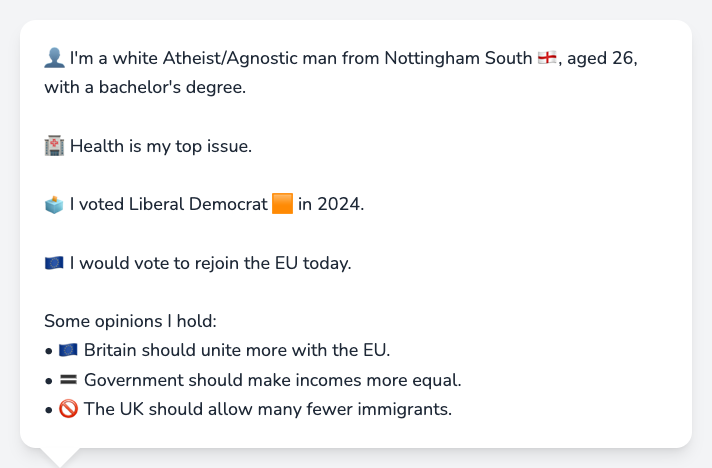 👤 I'm a white Atheist/Agnostic man from Nottingham South 🏴󠁧󠁢󠁥󠁮󠁧󠁿, aged 26,
with a bachelor's degree.
🏥 Health is my top issue.
🗳️ I voted Liberal Democrat 🟧 in 2024.
🇪🇺 I would vote to rejoin the EU today.
Some opinions I hold:
• 🇪🇺 Britain should unite more with the EU.
• 🟰 Government should make incomes more equal.
• 🚫 The UK should allow many fewer immigrants.